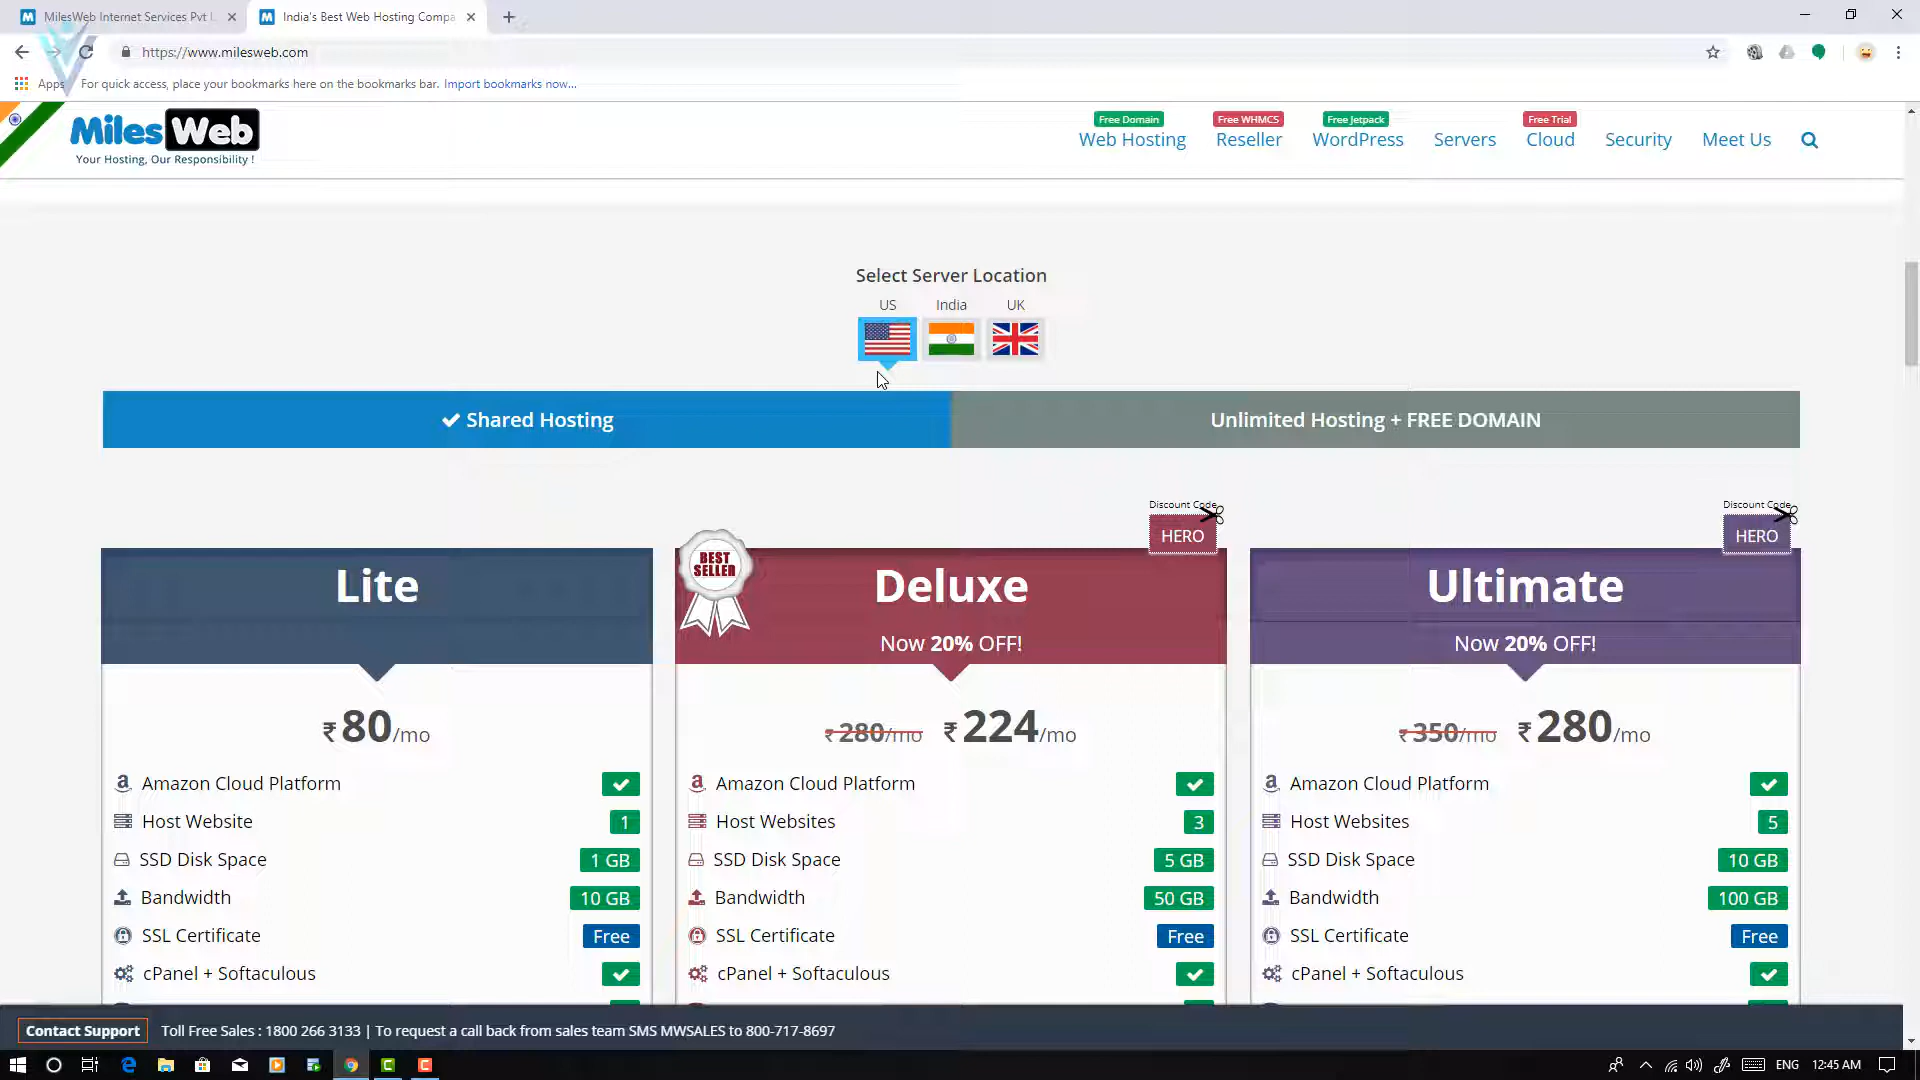 MilesWeb Internet Services Pvt L
India's Best Web Hosting Compa
https://www.milesweb.com
Apps
For quick access, place your bookmarks here on the bookmarks bar. Import bookmarks now...
MilesWeb
Your Hosting, Our Responsibility !
Free Domain
Free WHMCS
Free Jetpack
Free Trial
Web Hosting
Reseller
WordPress
Servers
Cloud
Security
Meet Us
Select Server Location
US
India
UK
Shared Hosting
Unlimited Hosting + FREE DOMAIN
Lite
₹80/mo
Amazon Cloud Platform
Host Website 1
SSD Disk Space 1 GB
Bandwidth 10 GB
SSL Certificate Free
cPanel + Softaculous
Discount Code
HERO
BEST
SELLER
Deluxe
Now 20% OFF!
₹280/mo ₹224/mo
Amazon Cloud Platform
Host Websites 3
SSD Disk Space 5 GB
Bandwidth 50 GB
SSL Certificate Free
cPanel + Softaculous
Discount Code
HERO
Ultimate
Now 20% OFF!
₹350/mo ₹280/mo
Amazon Cloud Platform
Host Websites 5
SSD Disk Space 10 GB
Bandwidth 100 GB
SSL Certificate Free
cPanel + Softaculous
Contact Support
Toll Free Sales : 1800 266 3133 | To request a call back from sales team SMS MWSALES to 800-717-8697
ENG
12:45 AM